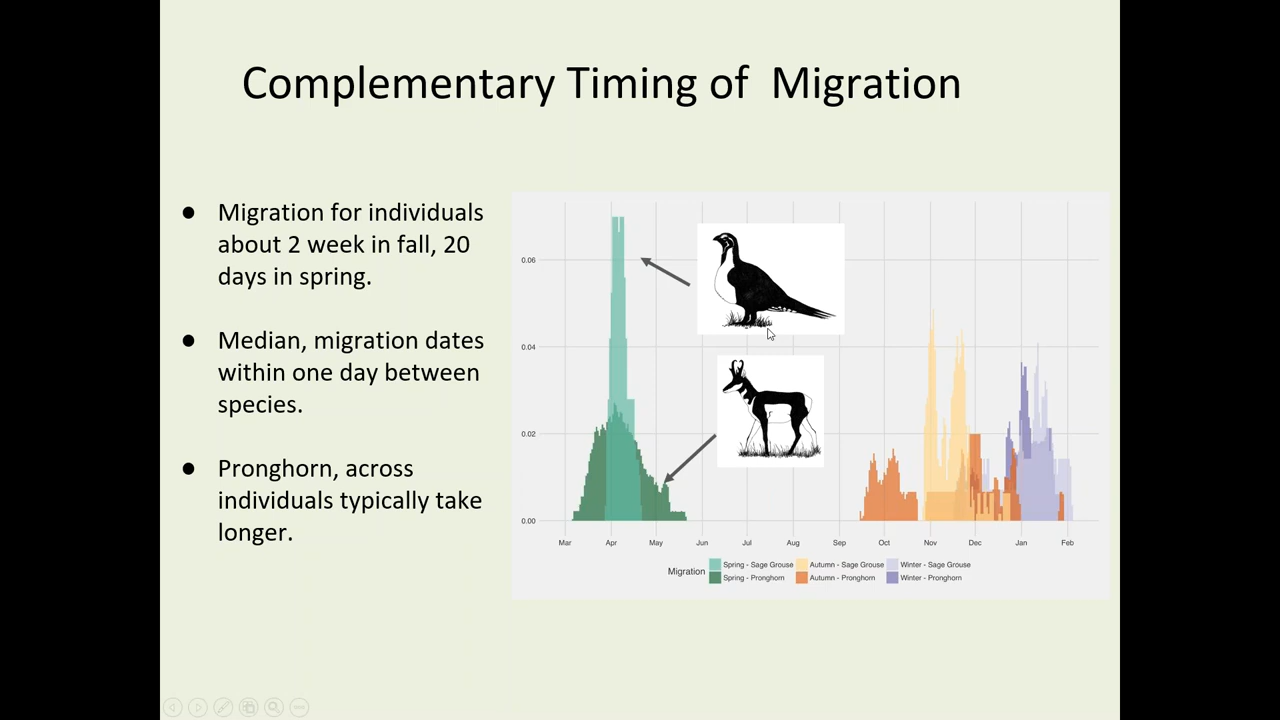 Complementary Timing of  Migration
● Migration for individuals
about 2 week in fall, 20
days in spring.
● Median, migration dates
within one day between
species.
● Pronghorn, across
individuals typically take
longer.
0.06
0.04
0.02
0.00
Mar Apr May Jun Jul Aug Sep Oct Nov Dec Jan Feb
Migration
Spring - Sage Grouse Autumn - Sage Grouse Winter - Sage Grouse
Spring - Pronghorn Autumn - Pronghorn Winter - Pronghorn